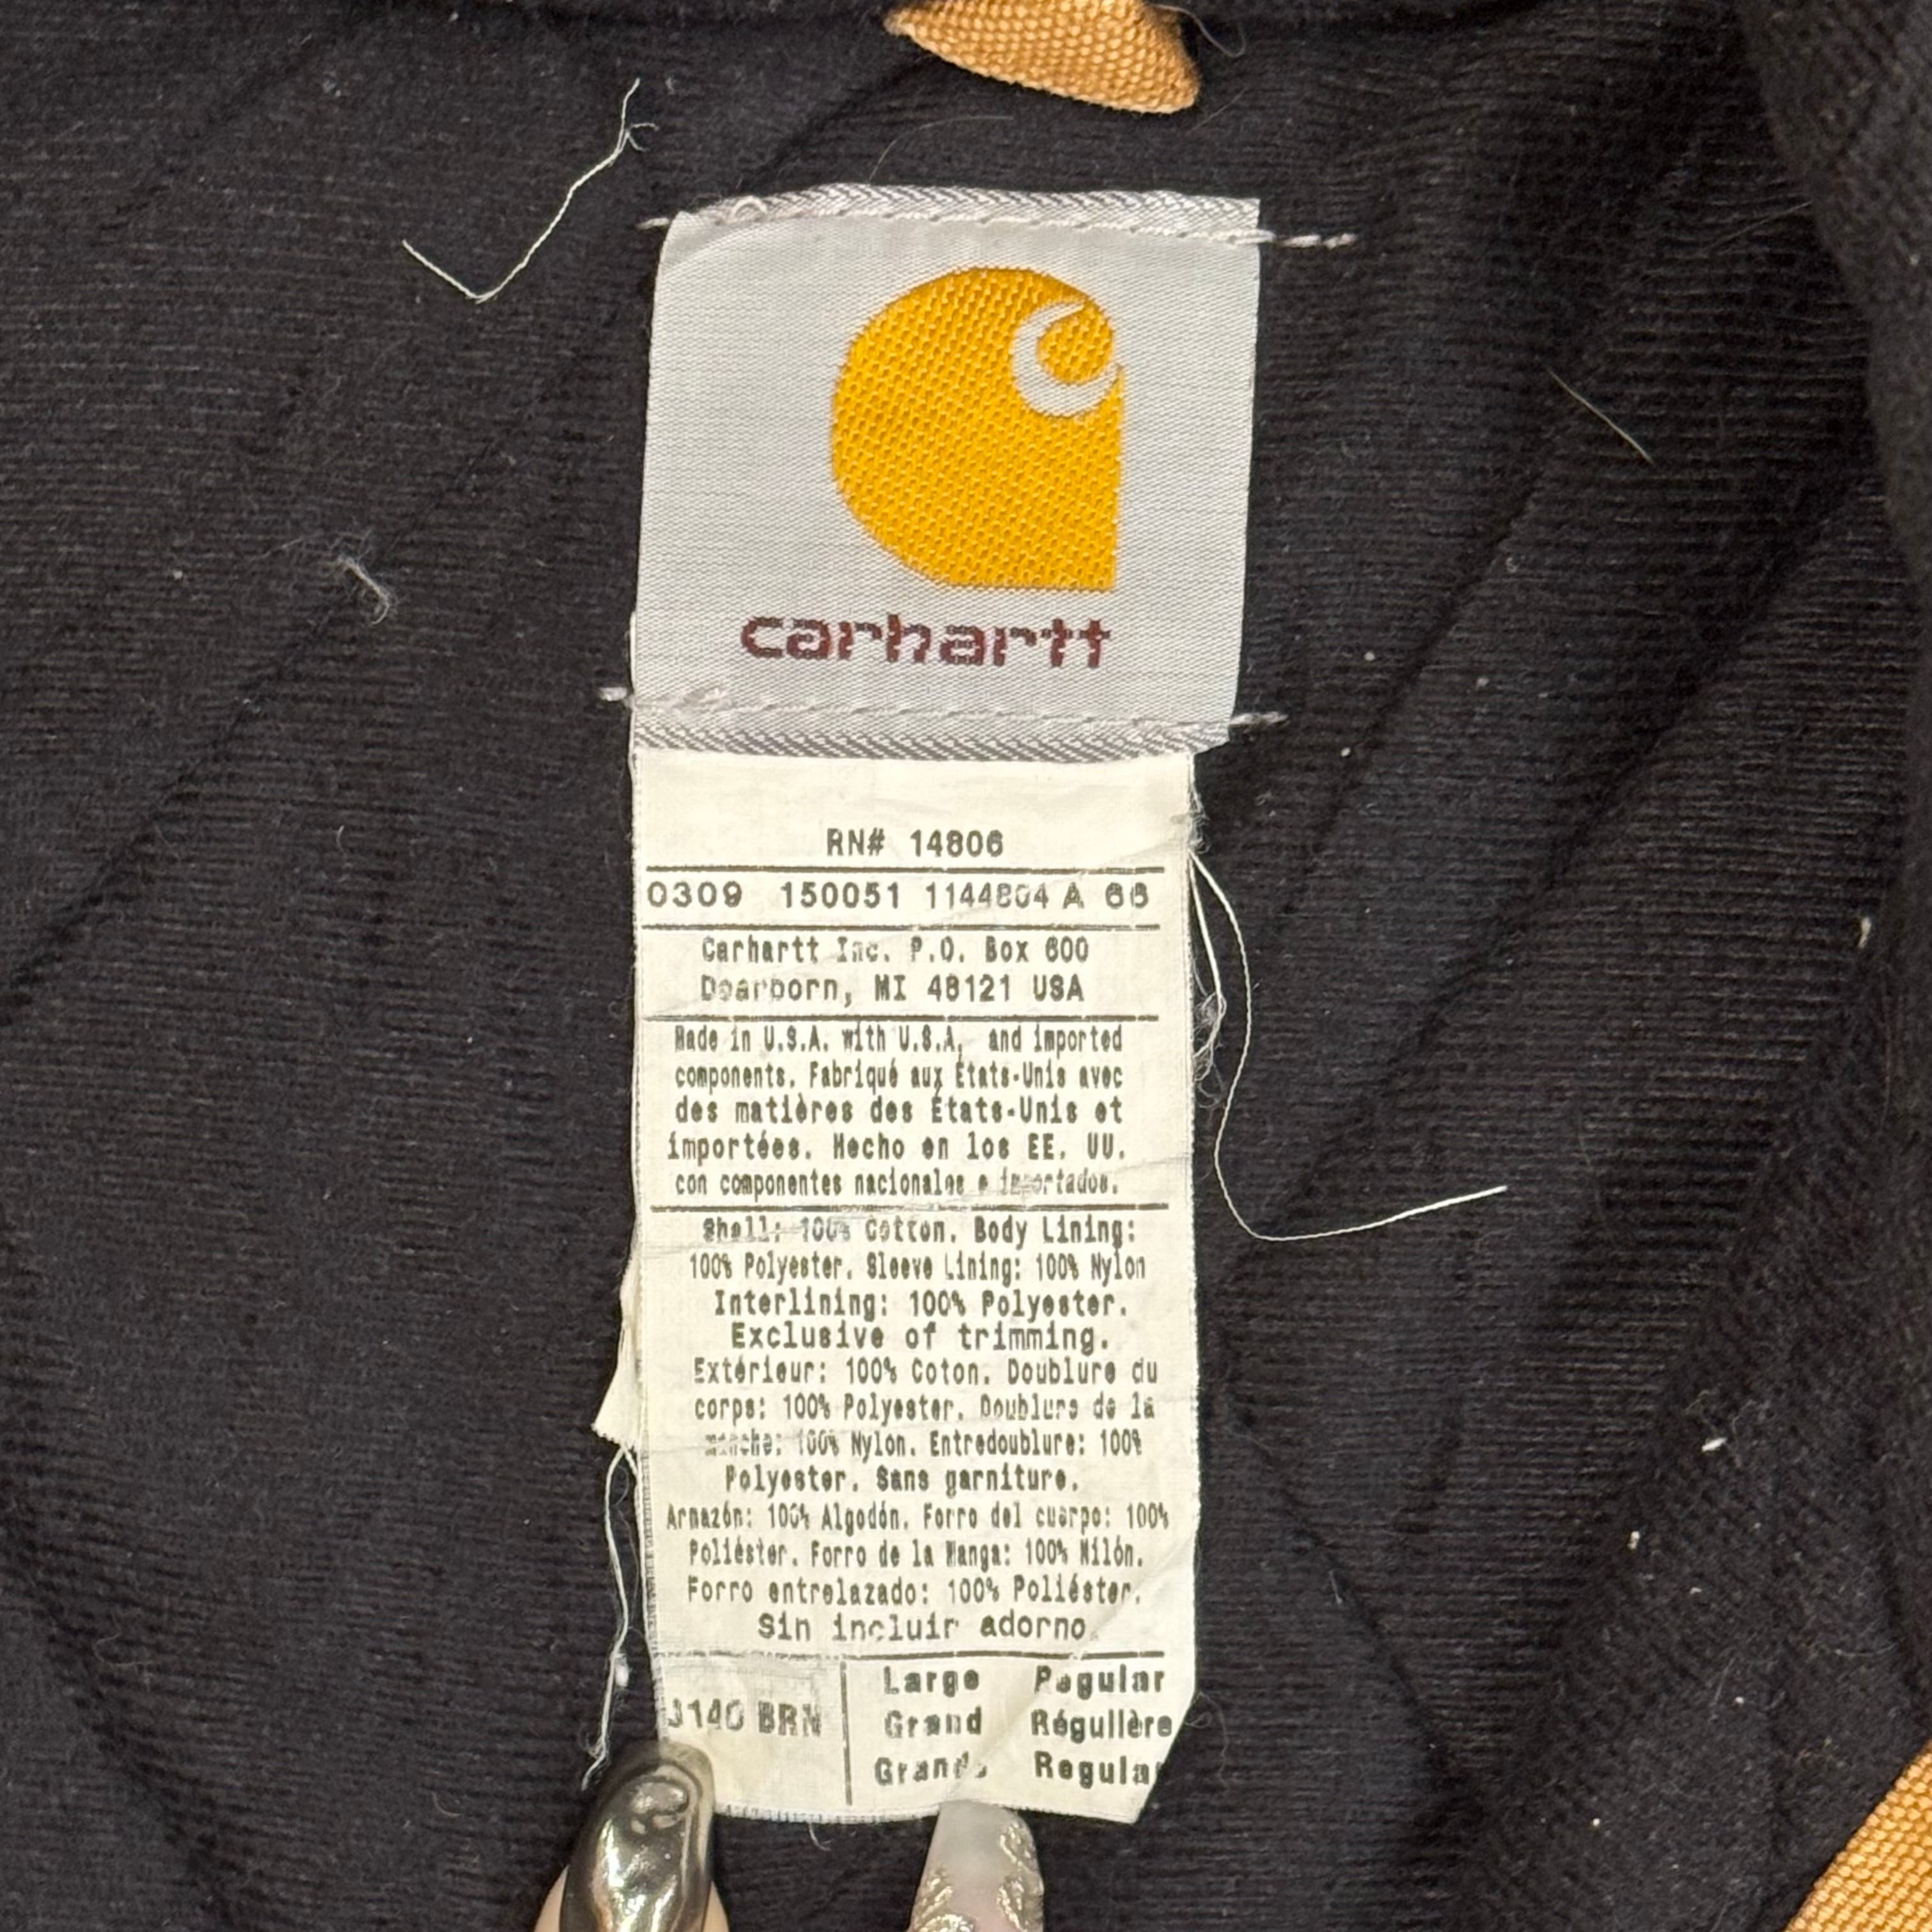 carhartt
RN# 14806
0309 150051 1144804 A 66
Carhartt Inc. P.O. Box 600
Dearborn, MI 48121 USA
Made in U.S.A. with U.S.A. and imported
components. Fabriqué aux États-Unis avec
des matières des États-Unis et
importées. Hecho en los EE. UU.
con componentes nacionales e importados.
Shell: 100% Cotton. Body Lining:
100% Polyester. Sleeve Lining: 100% Nylon
Interlining: 100% Polyester.
Exclusive of trimming.
Extérieur: 100% Coton. Doublure du
corps: 100% Polyester. Doublure de la
manche: 100% Nylon. Entredoublure: 100%
Polyester. Sans garniture.
Armazón: 100% Algodón. Forro del cuerpo: 100%
Poliéster. Forro de la Manga: 100% Nilón.
Forro entrelazado: 100% Poliéster.
Sin incluir adorno.
Large Regular
J140 BRN Grand Régulière
Grande Regular